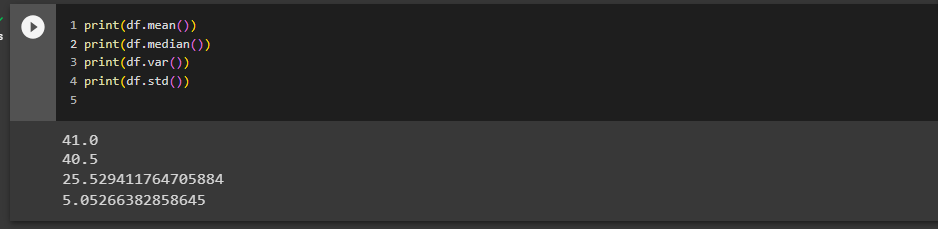 1 print(df.mean())
2 print(df.median())
3 print(df.var())
4 print(df.std())
5
41.0
40.5
25.529411764705884
5.05266382858645